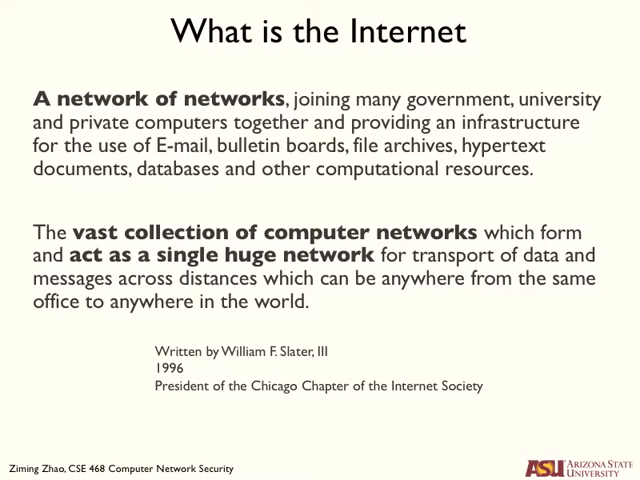 What is the Internet
A network of networks, joining many government, university
and private computers together and providing an infrastructure
for the use of E-mail, bulletin boards, file archives, hypertext
documents, databases and other computational resources.
The vast collection of computer networks which form
and act as a single huge network for transport of data and
messages across distances which can be anywhere from the same
office to anywhere in the world.
Written by William F. Slater, III
1996
President of the Chicago Chapter of the Internet Society
Ziming Zhao, CSE 468 Computer Network Security
ASU ARIZONA STATE
UNIVERSITY